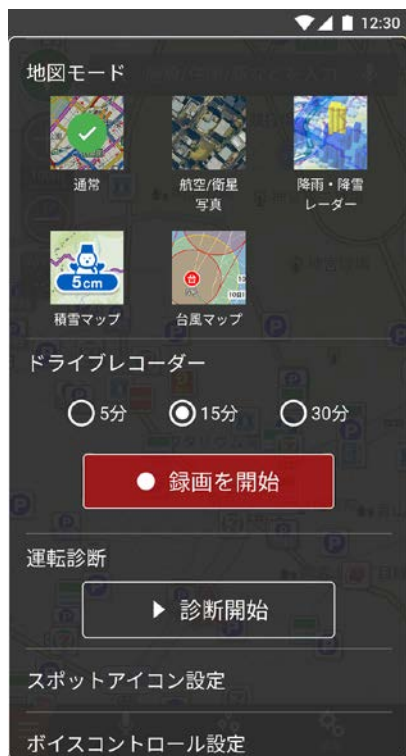 12:30
地図モード
通常
航空/衛星
写真
降雨・降雪
レーダー
5cm
台
積雪マップ
台風マップ
ドライブレコーダー
5分
15分
30分
録画を開始
運転診断
診断開始
スポットアイコン設定
ボイスコントロール設定